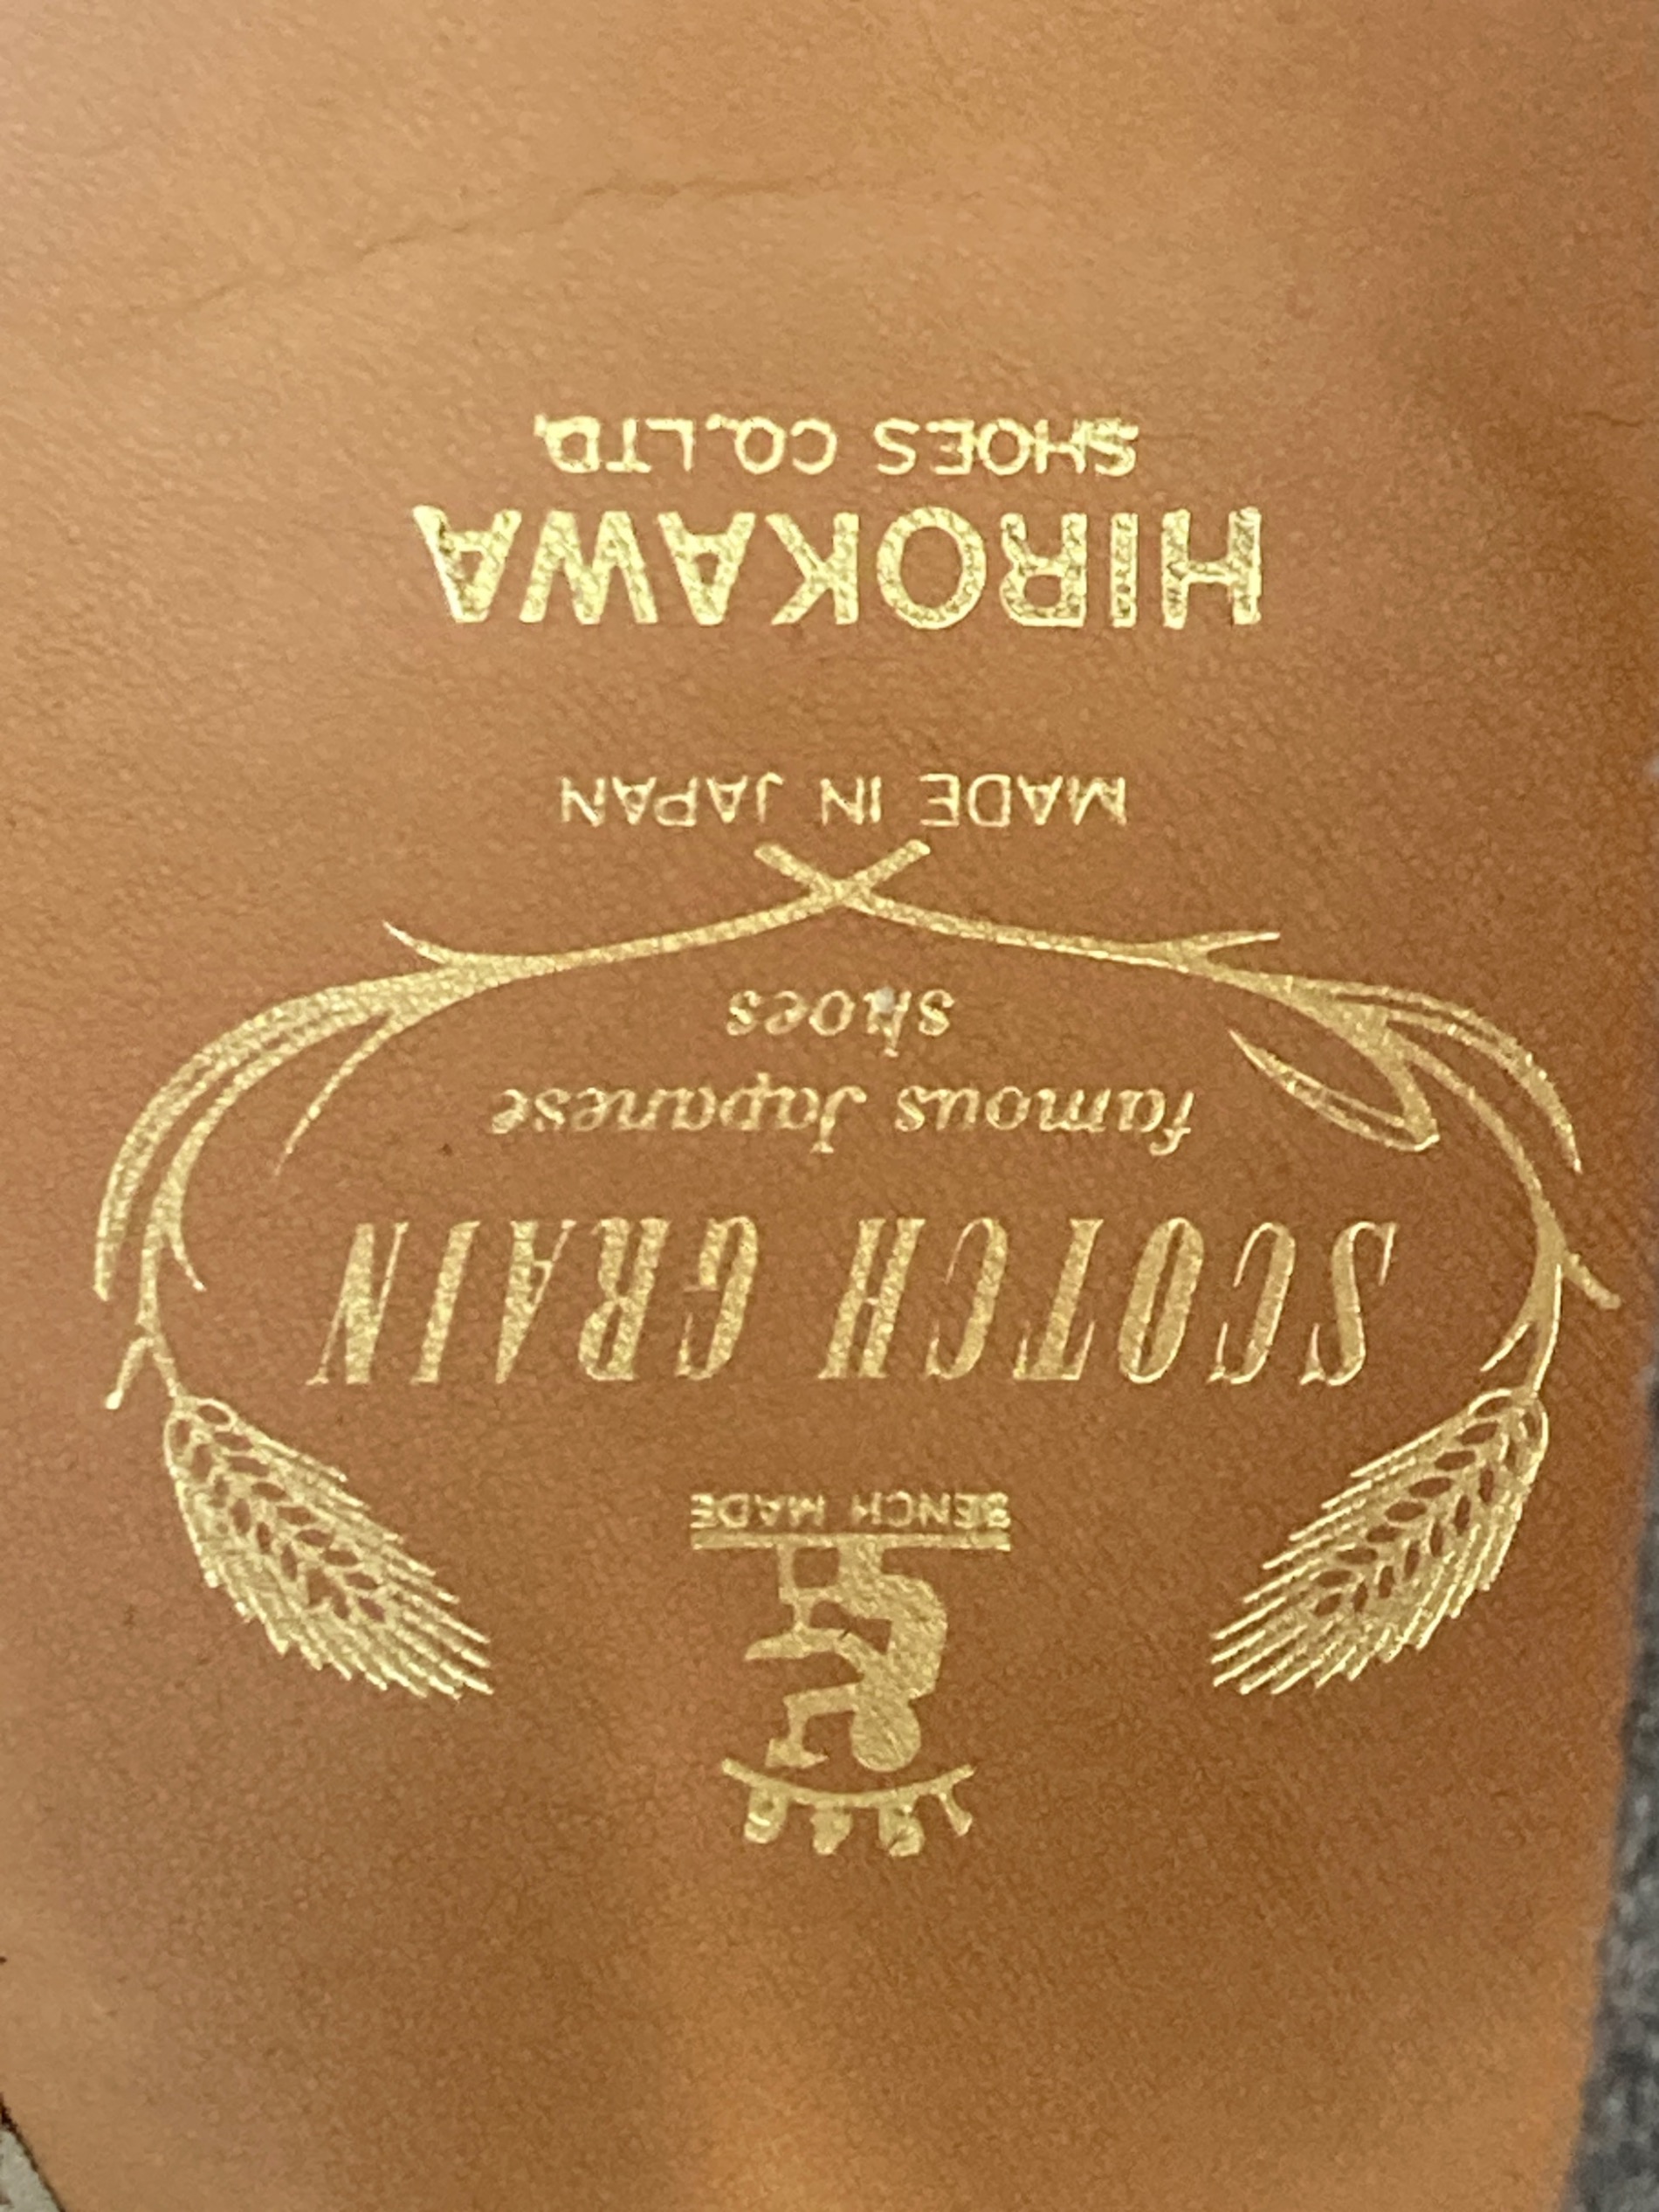 BENCH MADE
SCOTCH GRAIN
famous Japanese
shoes
MADE IN JAPAN
HIROKAWA
SHOES CO.,LTD.